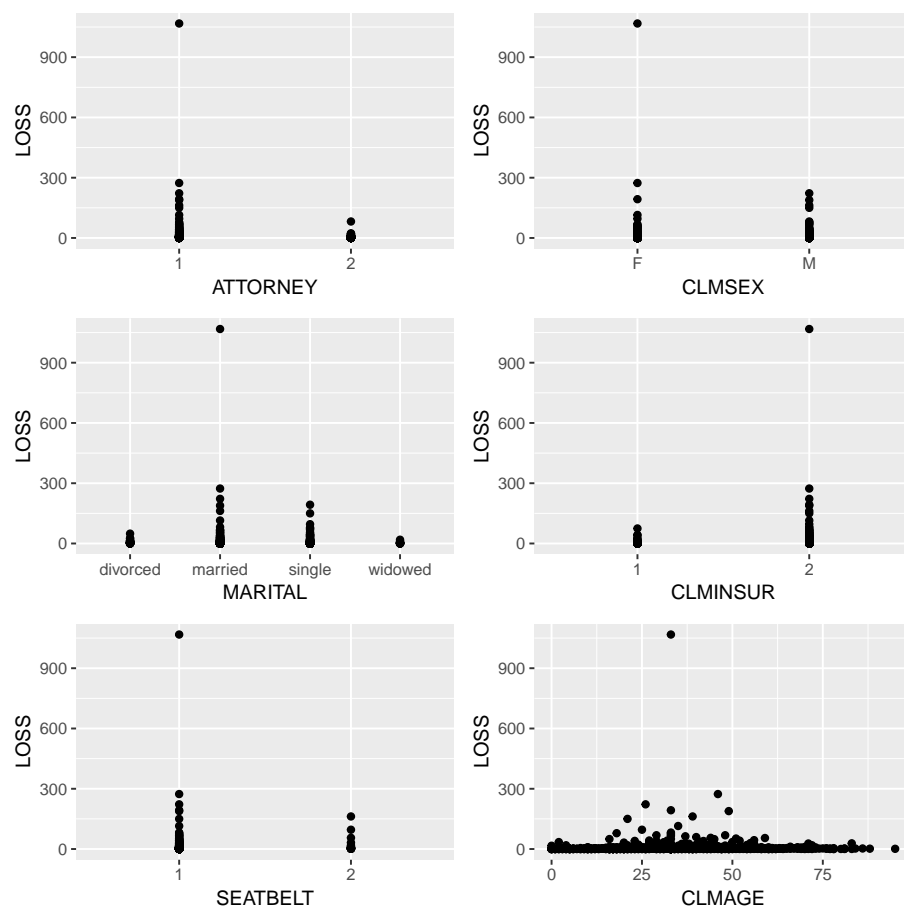 900
600
300
0
LOSS
1 2
ATTORNEY
900
600
300
0
LOSS
F M
CLMSEX
900
600
300
0
LOSS
divorced married single widowed
MARITAL
900
600
300
0
LOSS
1 2
CLMINSUR
900
600
300
0
LOSS
1 2
SEATBELT
900
600
300
0
LOSS
0 25 50 75
CLMAGE